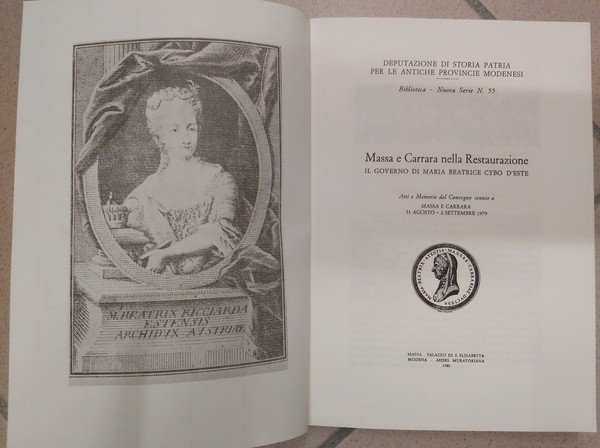 M. BEATRIX RICCIARDA
ESTENSIS
ARCHIDUX AUSTRIAE
DEPUTAZIONE DI STORIA PATRIA
PER LE ANTICHE PROVINCIE MODENESI
Biblioteca - Nuova Serie N. 55
Massa e Carrara nella Restaurazione
IL GOVERNO DI MARIA BEATRICE CYBO D'ESTE
Atti e Memorie del Convegno tenuto a
MASSA E CARRARA
31 AGOSTO - 2 SETTEMBRE 1979
MASSA - PALAZZO DI S. ELISABETTA
MODENA - AEDES MURATORIANA
1980